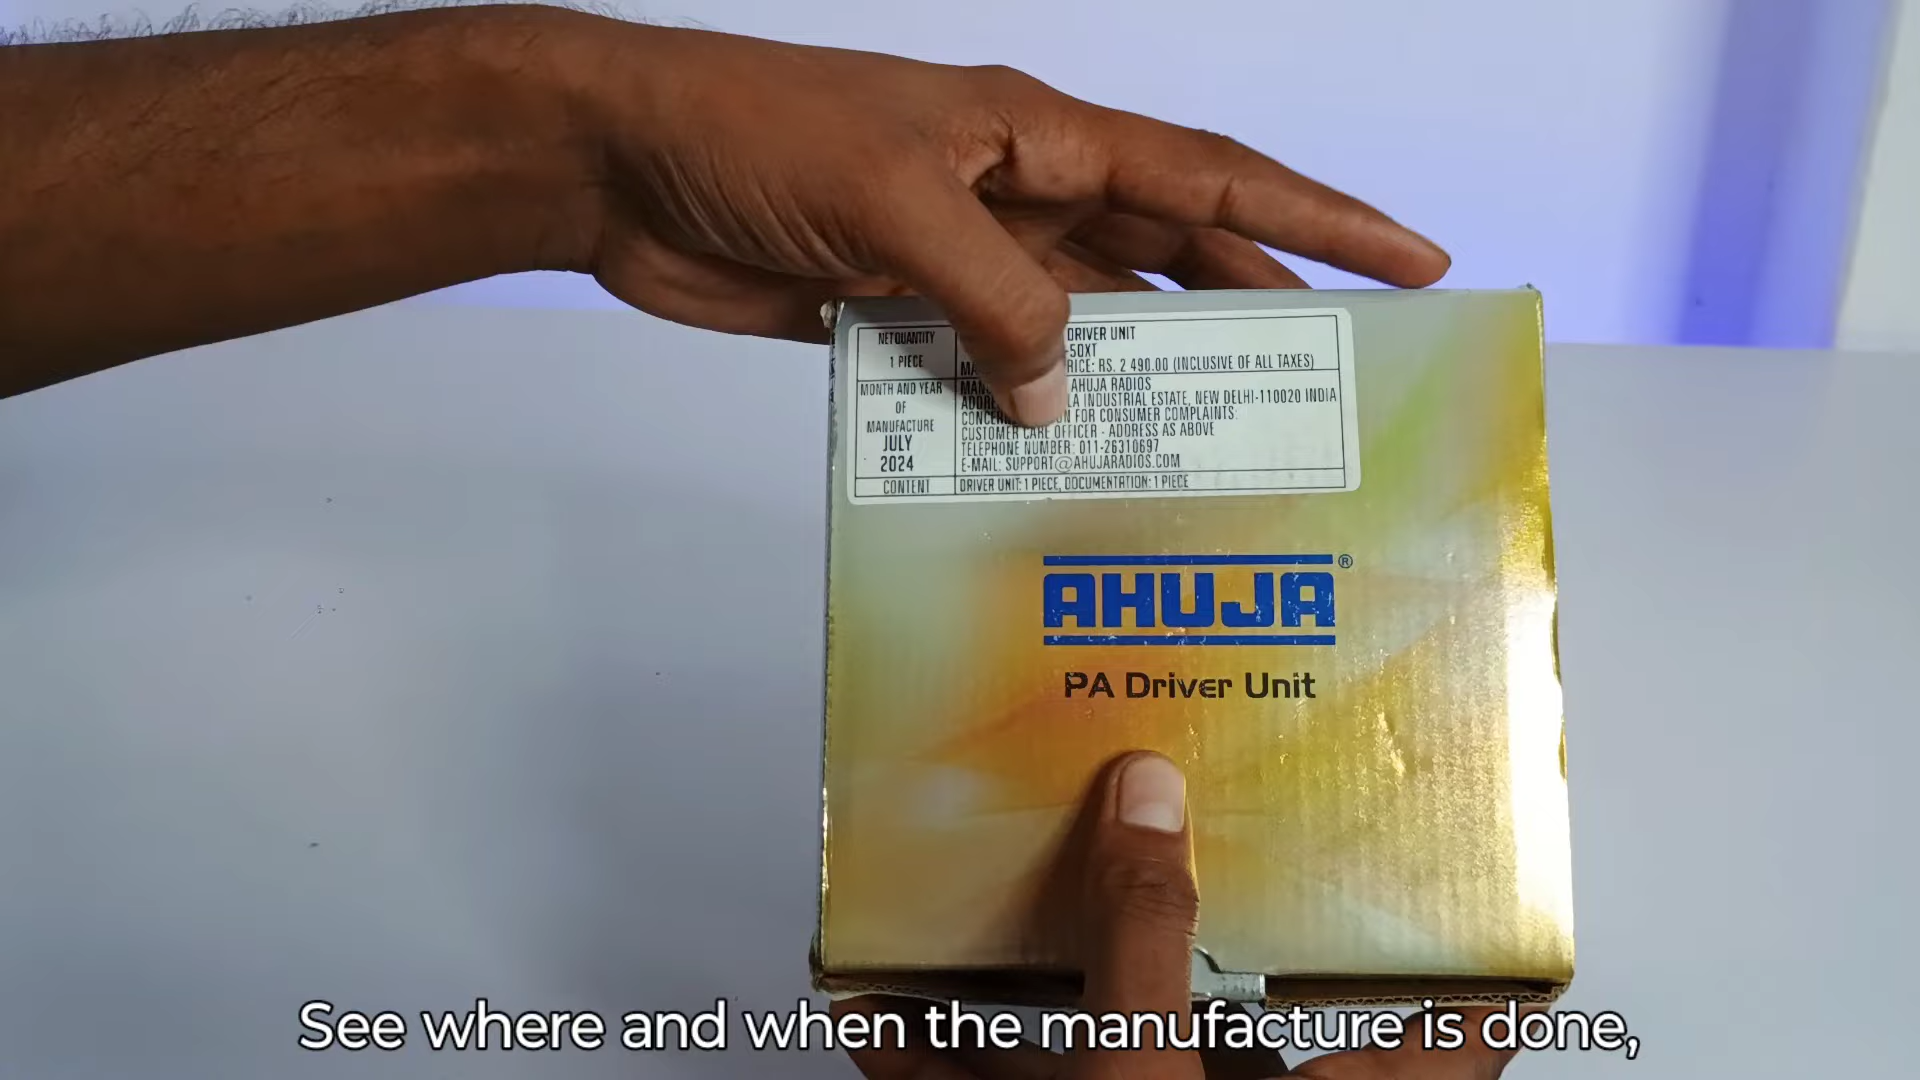 NET QUANTITY
1 PIECE
DRIVER UNIT
-50XT
RICE: RS. 2 490.00 (INCLUSIVE OF ALL TAXES)
MONTH AND YEAR
OF
MANUFACTURE
JULY
2024
AHUJA RADIOS
LA INDUSTRIAL ESTATE, NEW DELHI-110020 INDIA
N FOR CONSUMER COMPLAINTS:
CUSTOMER CARE OFFICER - ADDRESS AS ABOVE
TELEPHONE NUMBER: 011-26310697
E-MAIL: SUPPORT@AHUJARADIOS.COM
CONTENT
DRIVER UNIT: 1 PIECE, DOCUMENTATION: 1 PIECE
AHUJA®
PA Driver Unit
See where and when the manufacture is done,